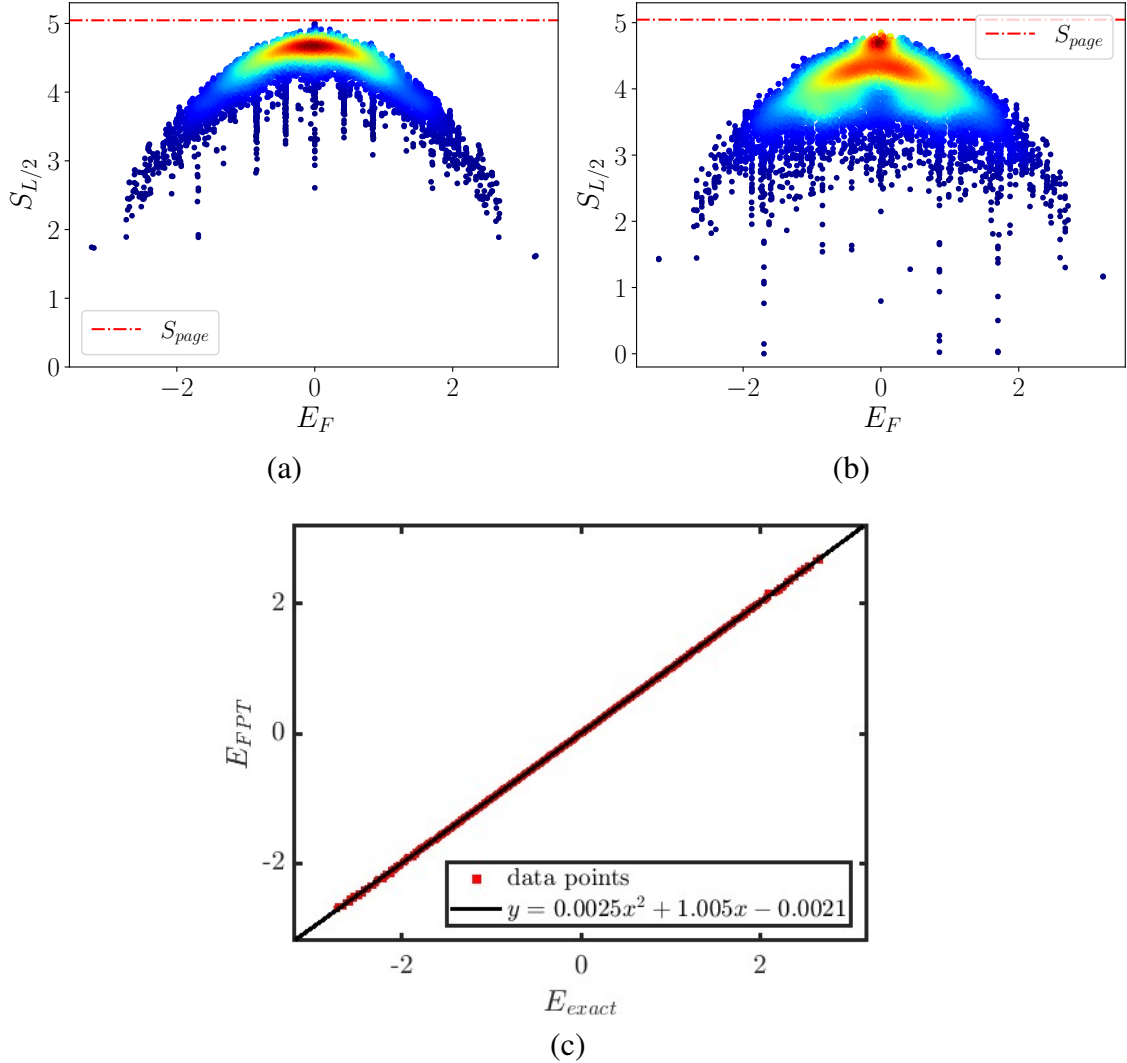 5
4
3
2
1
0
S_{L/2}
−2
0
2
E_F
S_{page}
(a)
5
4
3
2
1
0
S_{L/2}
−2
0
2
E_F
S_{page}
(b)
2
0
-2
E_{FPT}
data points
y = 0.0025x² + 1.005x − 0.0021
-2
0
2
E_{exact}
(c)